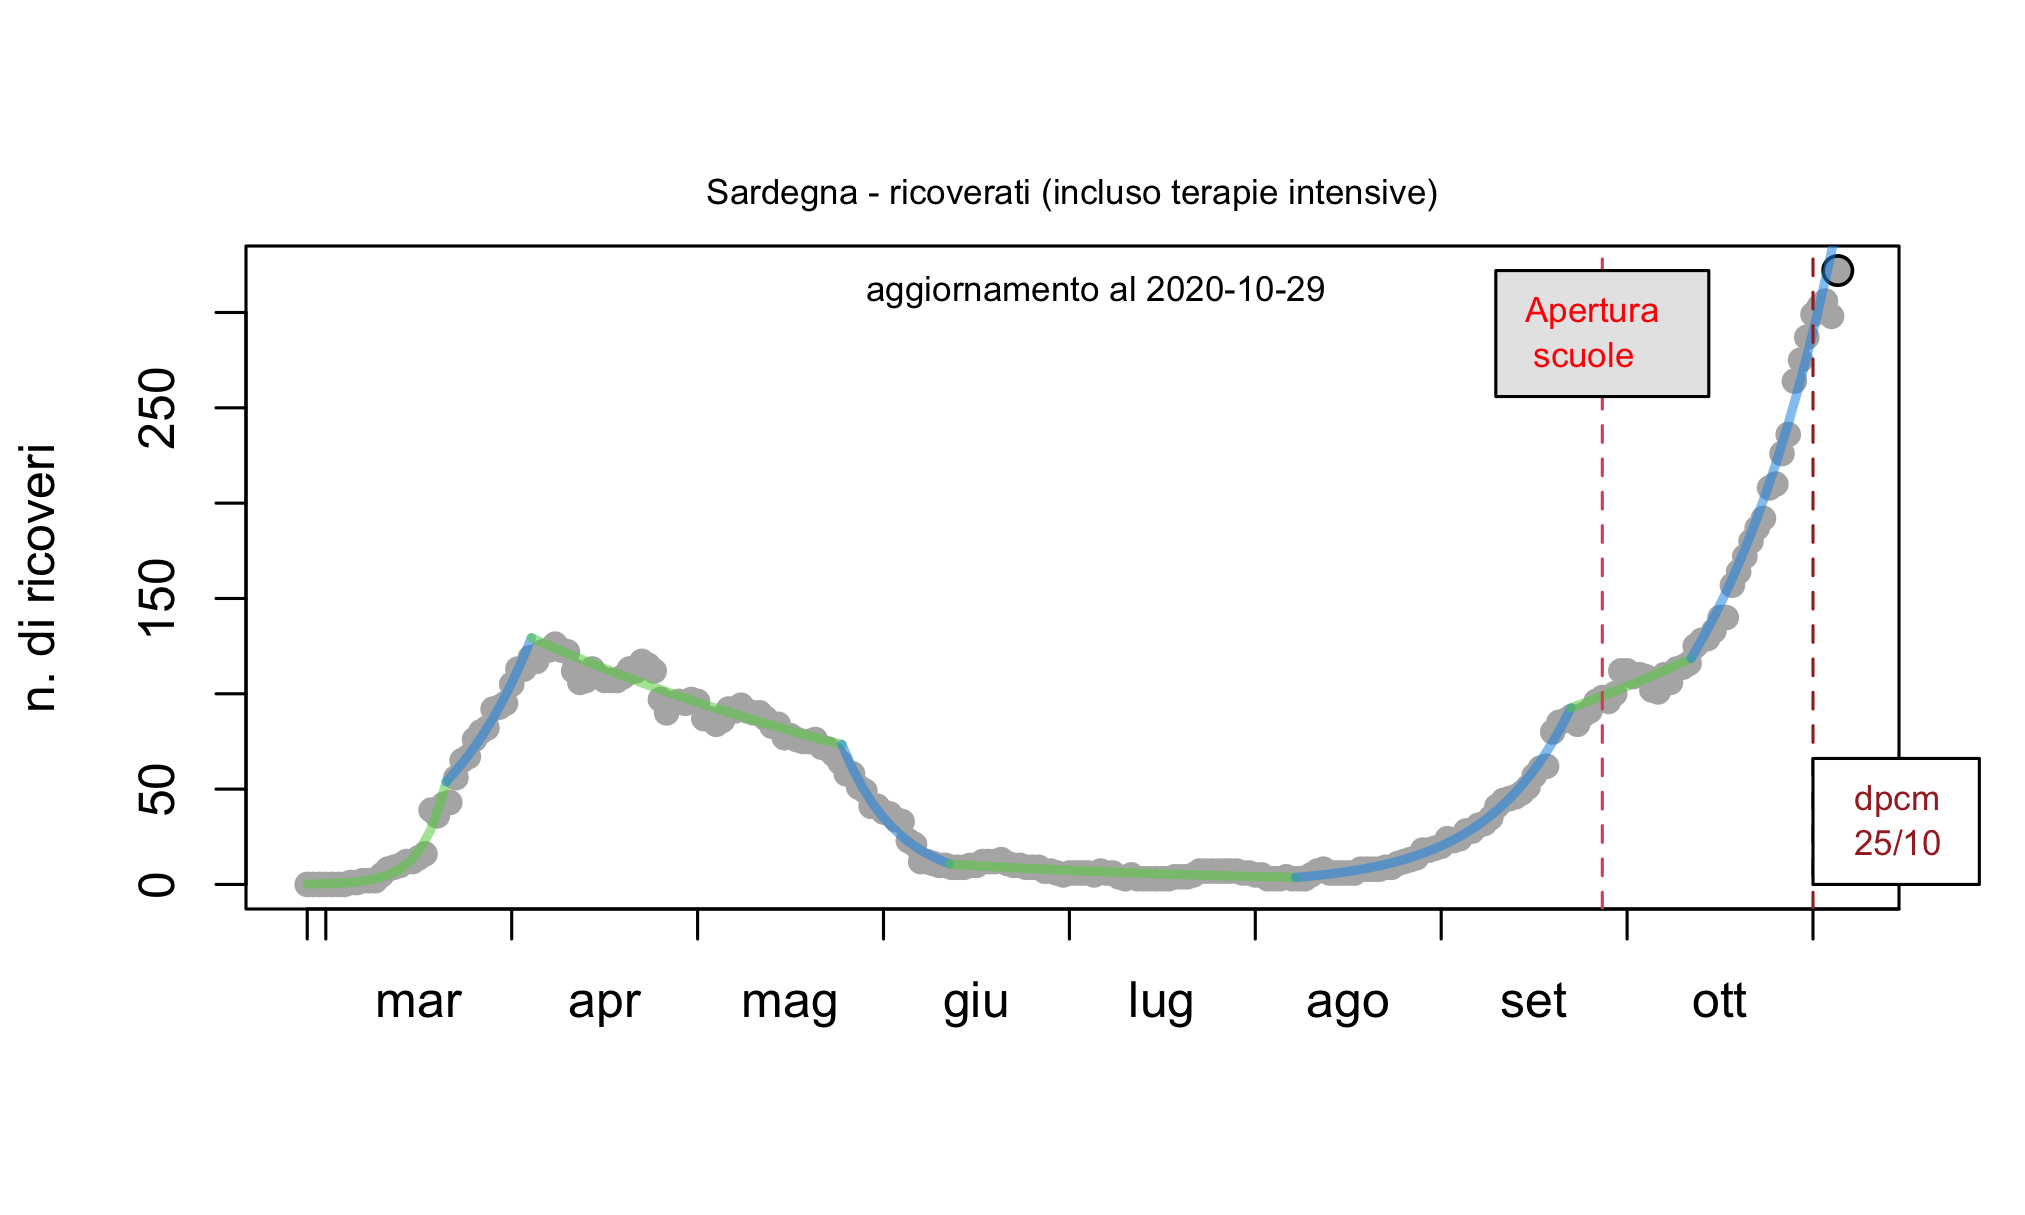 Sardegna - ricoverati (incluso terapie intensive)
aggiornamento al 2020-10-29
Apertura
scuole
n. di ricoveri
250
150
50
0
dpcm
25/10
mar apr mag giu lug ago set ott